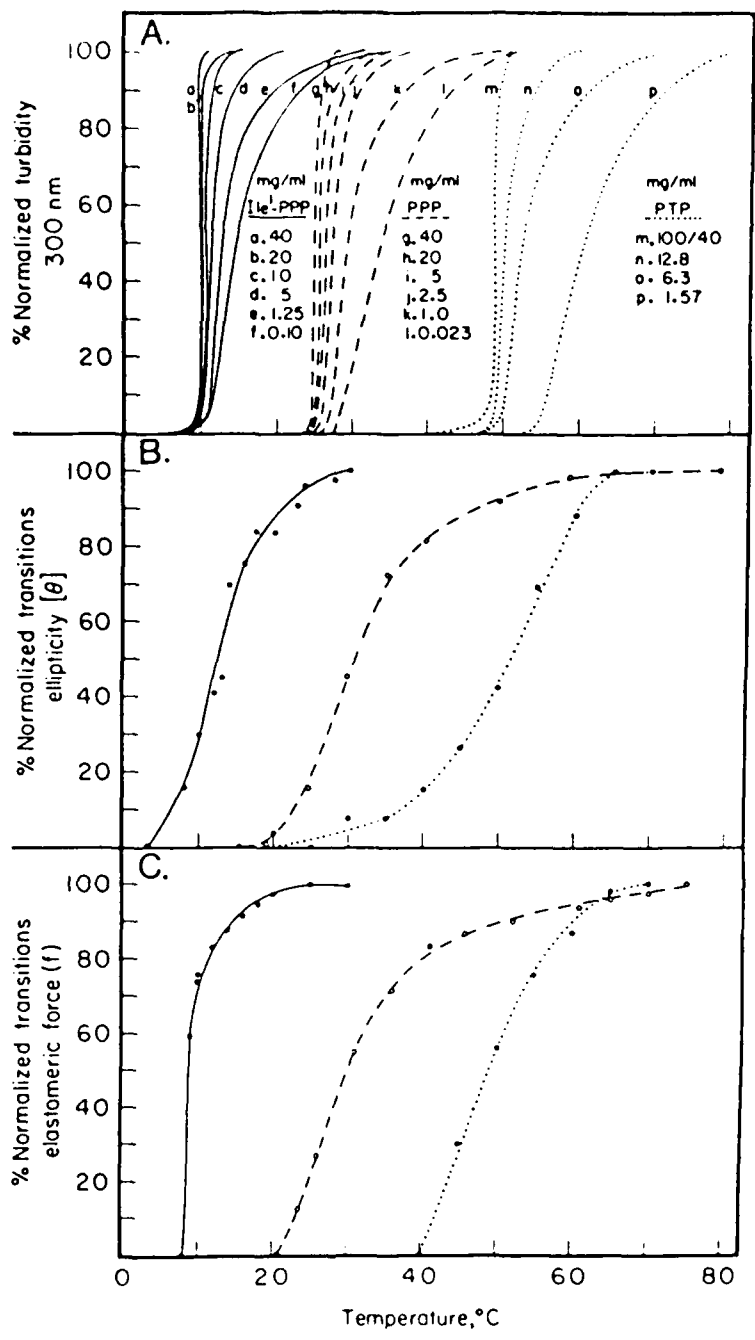 A.
100
80
60
40
20
% Normalized turbidity
300 nm
a
b
c
d
e
f
g
h
i
j
k
l
m
n
o
p
mg/ml
Ile¹-PPP
a. 40
b. 20
c. 10
d. 5
e. 1.25
f. 0.10
mg/ml
PPP
g. 40
h. 20
i. 5
j. 2.5
k. 1.0
l. 0.023
mg/ml
PTP
m. 100/40
n. 12.8
o. 6.3
p. 1.57
B.
100
80
60
40
20
% Normalized transitions
ellipticity [θ]
C.
100
80
60
40
20
% Normalized transitions
elastomeric force (f)
0 20 40 60 80
Temperature, °C